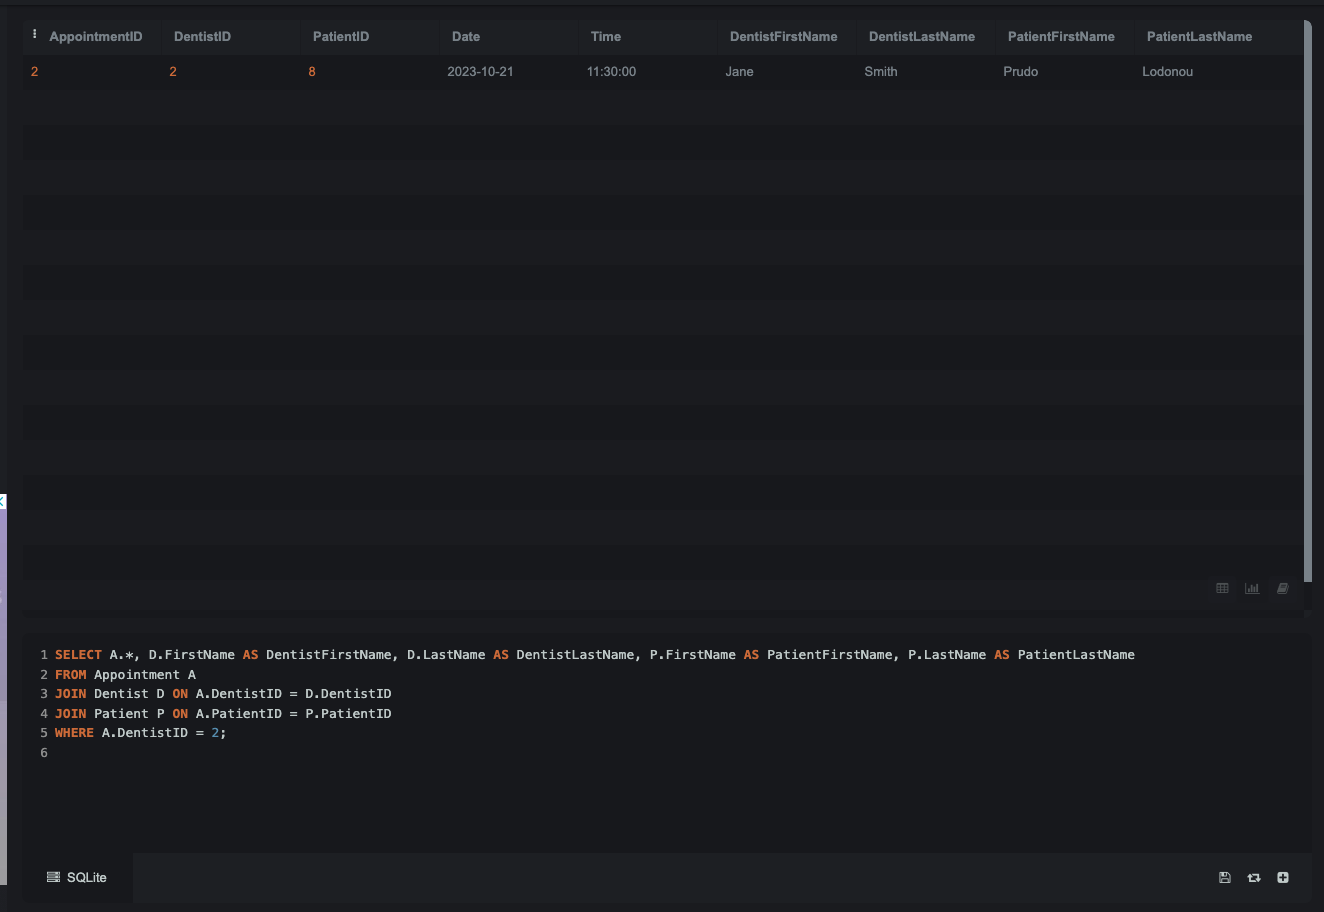 AppointmentID DentistID PatientID Date Time DentistFirstName DentistLastName PatientFirstName PatientLastName
2 2 8 2023-10-21 11:30:00 Jane Smith Prudo Lodonou
1 SELECT A.*, D.FirstName AS DentistFirstName, D.LastName AS DentistLastName, P.FirstName AS PatientFirstName, P.LastName AS PatientLastName
2 FROM Appointment A
3 JOIN Dentist D ON A.DentistID = D.DentistID
4 JOIN Patient P ON A.PatientID = P.PatientID
5 WHERE A.DentistID = 2;
6
SQLite